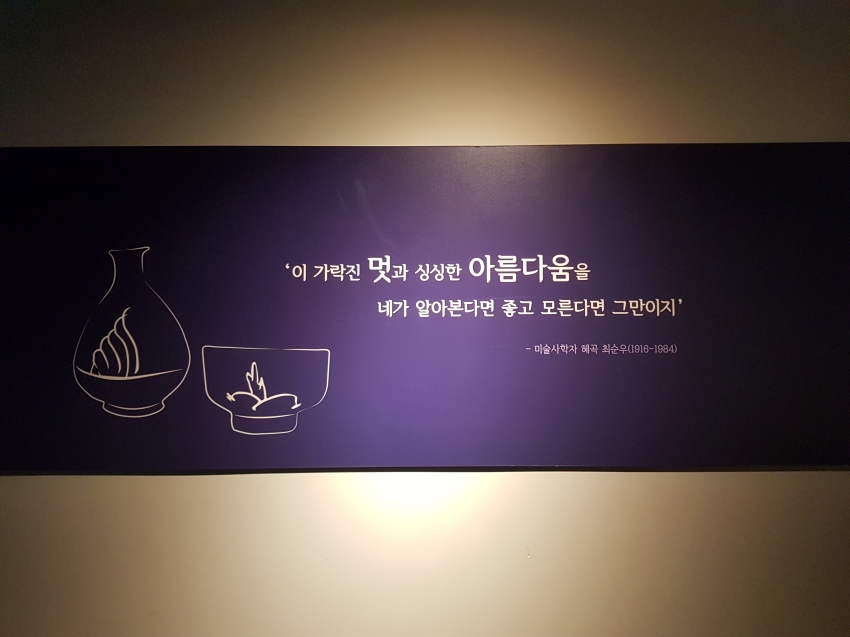 ‘이 가락진 멋과 싱싱한 아름다움을
네가 알아본다면 좋고 모른다면 그만이지’
- 미술사학자 혜곡 최순우(1916-1984)